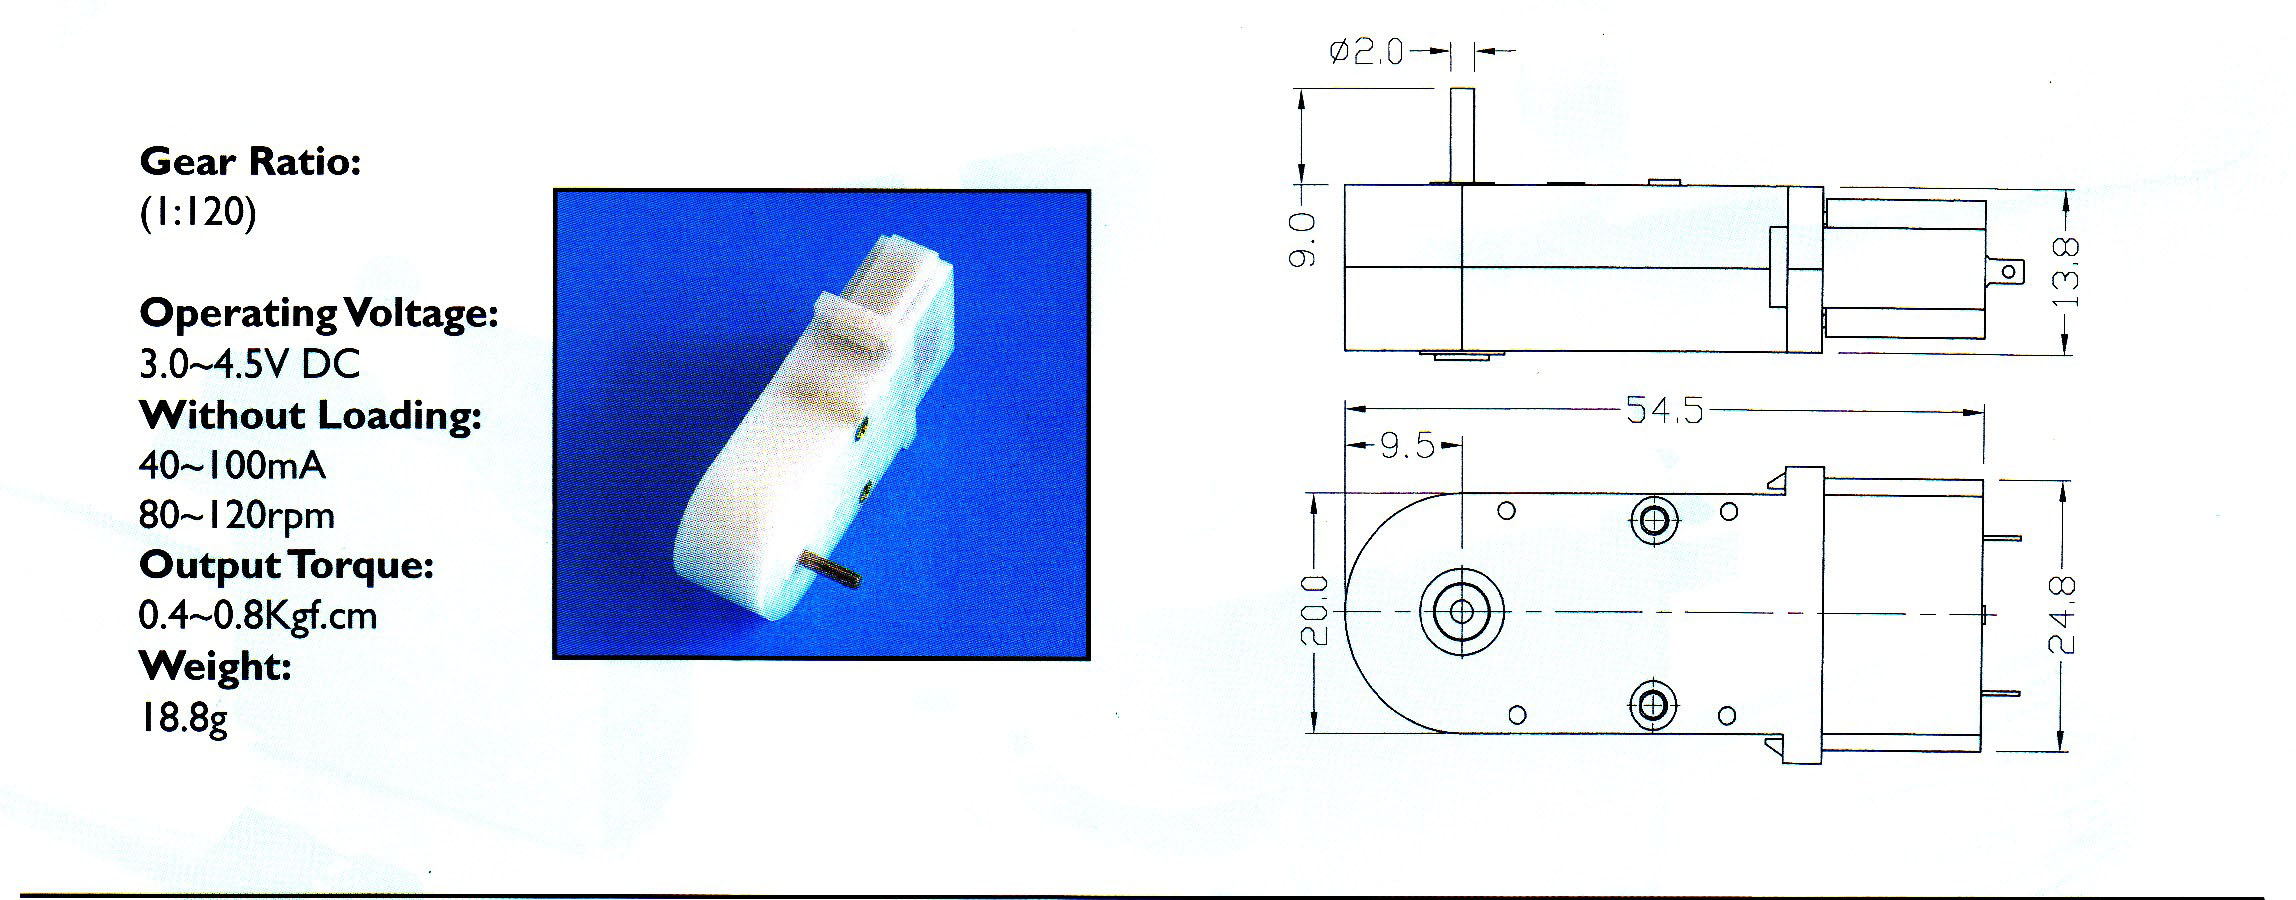 Gear Ratio:
(1:120)
Operating Voltage:
3.0~4.5V DC
Without Loading:
40~100mA
80~120rpm
Output Torque:
0.4~0.8Kgf.cm
Weight:
18.8g
Ø2.0
9.0
13.8
54.5
9.5
20.0
24.8